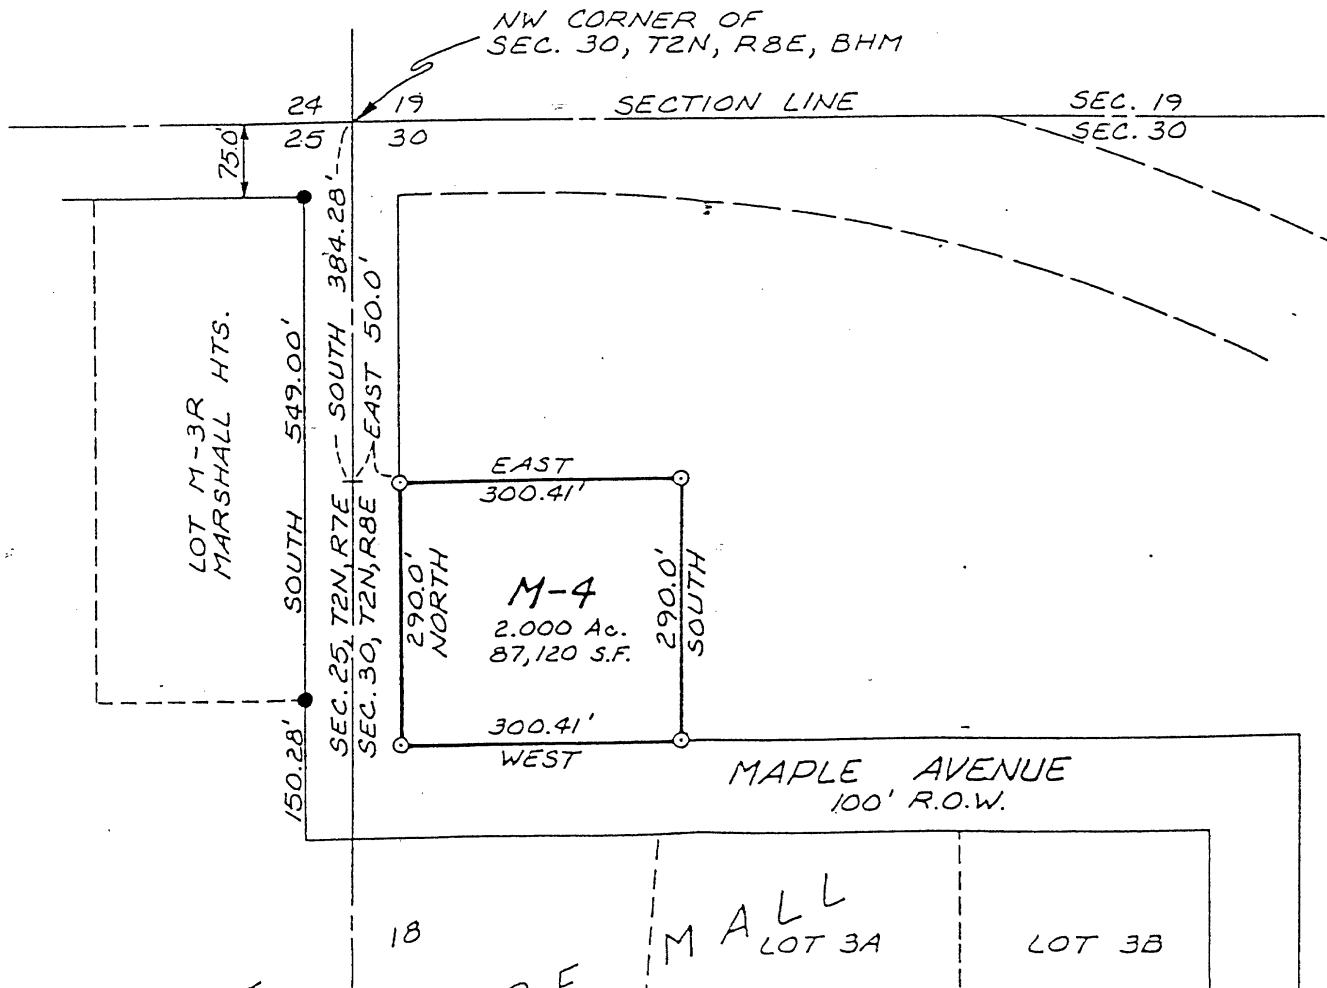 NW CORNER OF
SEC. 30, T2N, R8E, BHM
24
19
SECTION LINE
SEC. 19
25
30
SEC. 30
75.0'
SOUTH 384.28'
EAST 50.0'
LOT M-3R
MARSHALL HTS.
SOUTH 549.00'
EAST
300.41'
SEC. 25, T2N, R7E
SEC. 30, T2N, R8E
290.0'
NORTH
M-4
2.000 Ac.
87,120 S.F.
290.0'
SOUTH
300.41'
WEST
150.28'
MAPLE AVENUE
100' R.O.W.
18
MALL
LOT 3A
LOT 3B